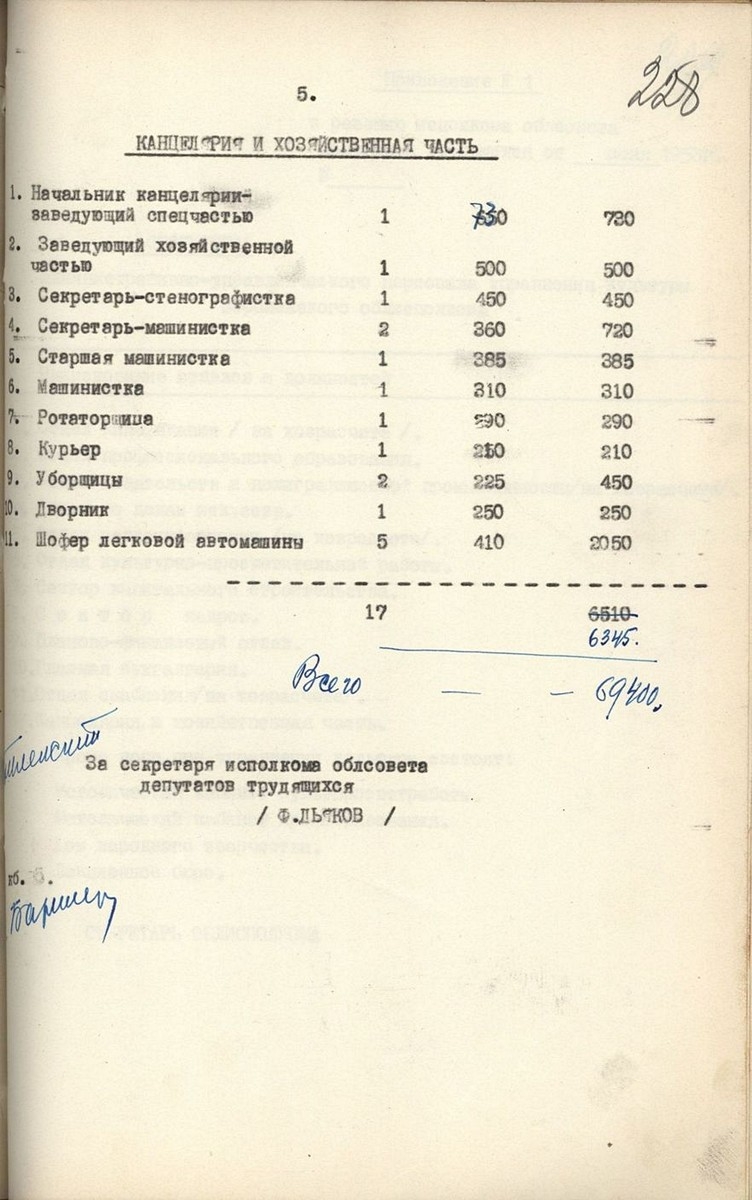 228
5.
КАНЦЕЛЯРИЯ И ХОЗЯЙСТВЕННАЯ ЧАСТЬ
1. Начальник канцелярии-
заведующий спецчастью 1 730 730
2. Заведующий хозяйственной
частью 1 500 500
3. Секретарь-стенографистка 1 450 450
4. Секретарь-машинистка 2 360 720
5. Старшая машинистка 1 385 385
6. Машинистка 1 310 310
7. Ротаторщица 1 290 290
8. Курьер 1 210 210
9. Уборщицы 2 225 450
10. Дворник 1 250 250
11. Шофер легковой автомашины 5 410 2050
17 6510
6345.
Всего — — 69400.
За секретаря исполкома облсовета
депутатов трудящихся
/ Ф.ДЬЯКОВ /
кб. 6.